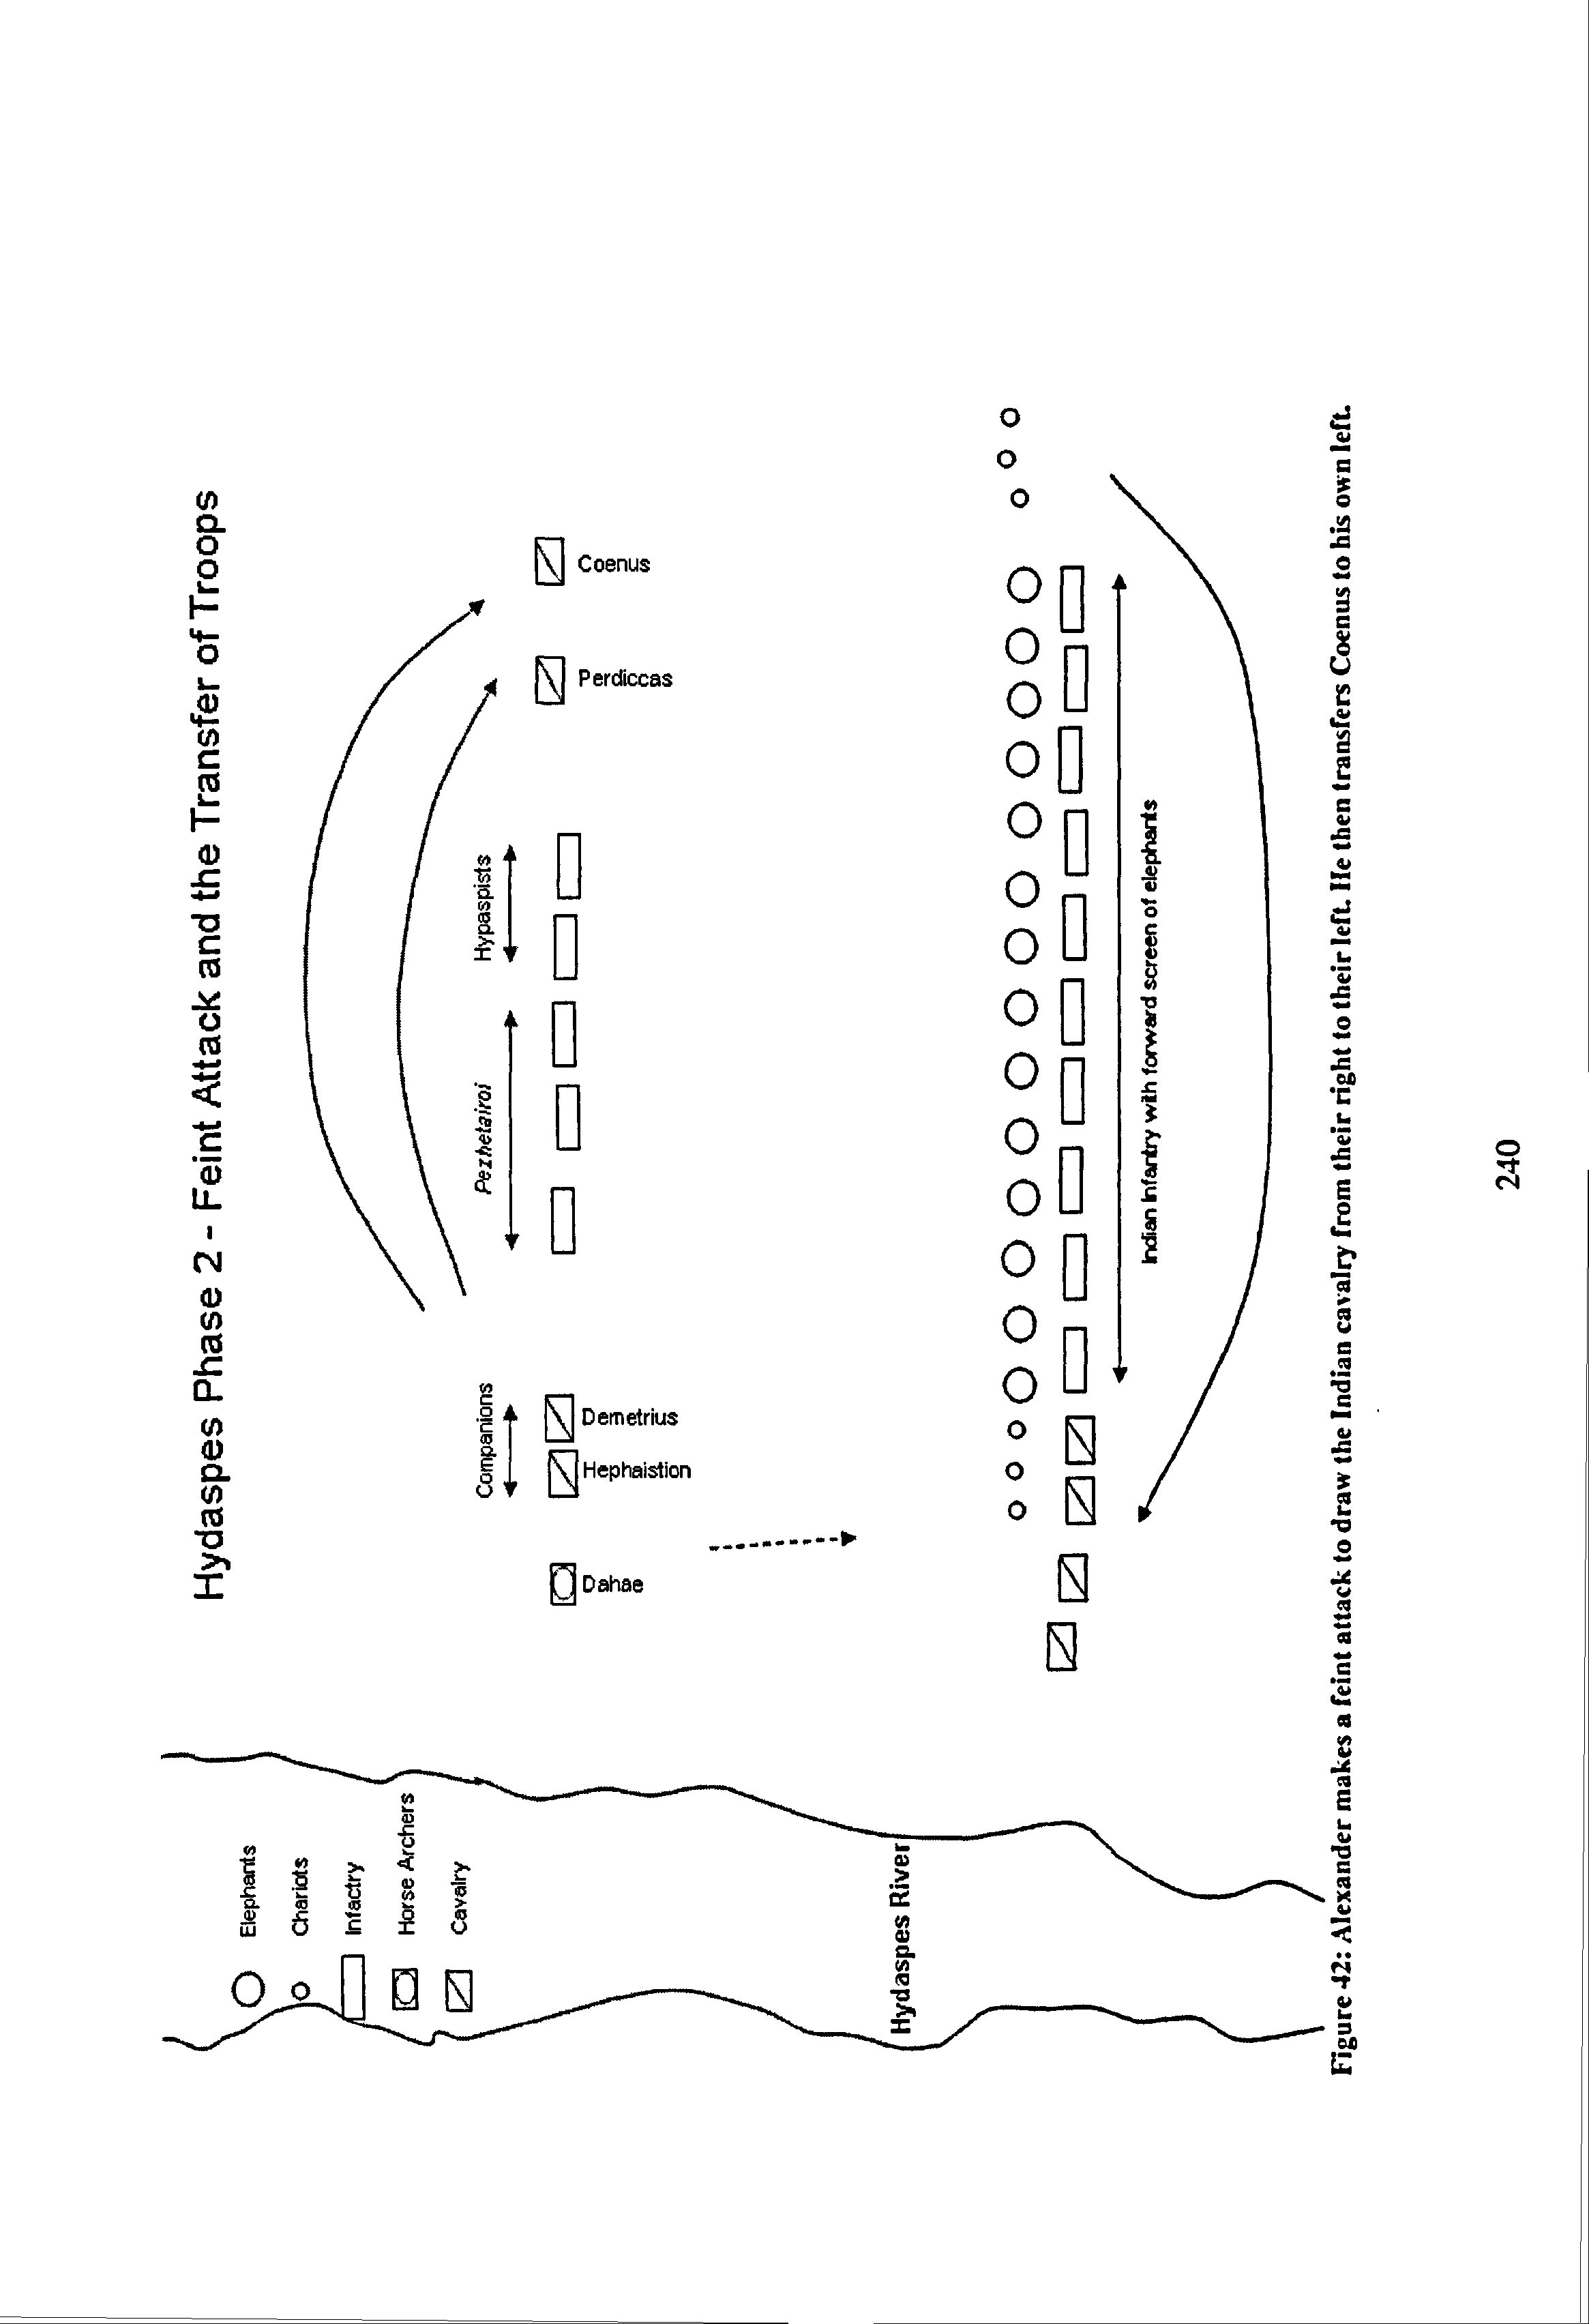 Hydaspes Phase 2 - Feint Attack and the Transfer of Troops
Elephants
Chariots
Infactry
Horse Archers
Cavalry
Companions
Pezhetairoi
Hypaspists
Dahae
Hephaistion
Demetrius
Perdiccas
Coenus
Hydaspes River
Indian Infantry with forward screen of elephants
Figure 42: Alexander makes a feint attack to draw the Indian cavalry from their right to their left. He then transfers Coenus to his own left.
240